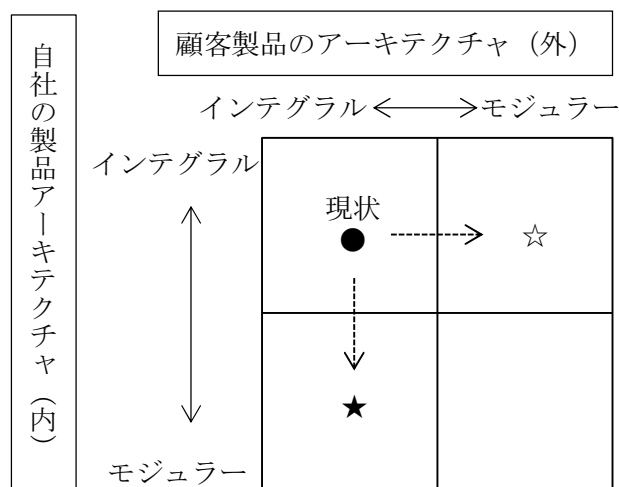 顧客製品のアーキテクチャ（外）
自社の製品アーキテクチャ（内）
インテグラル
モジュラー
インテグラル
現状
モジュラー